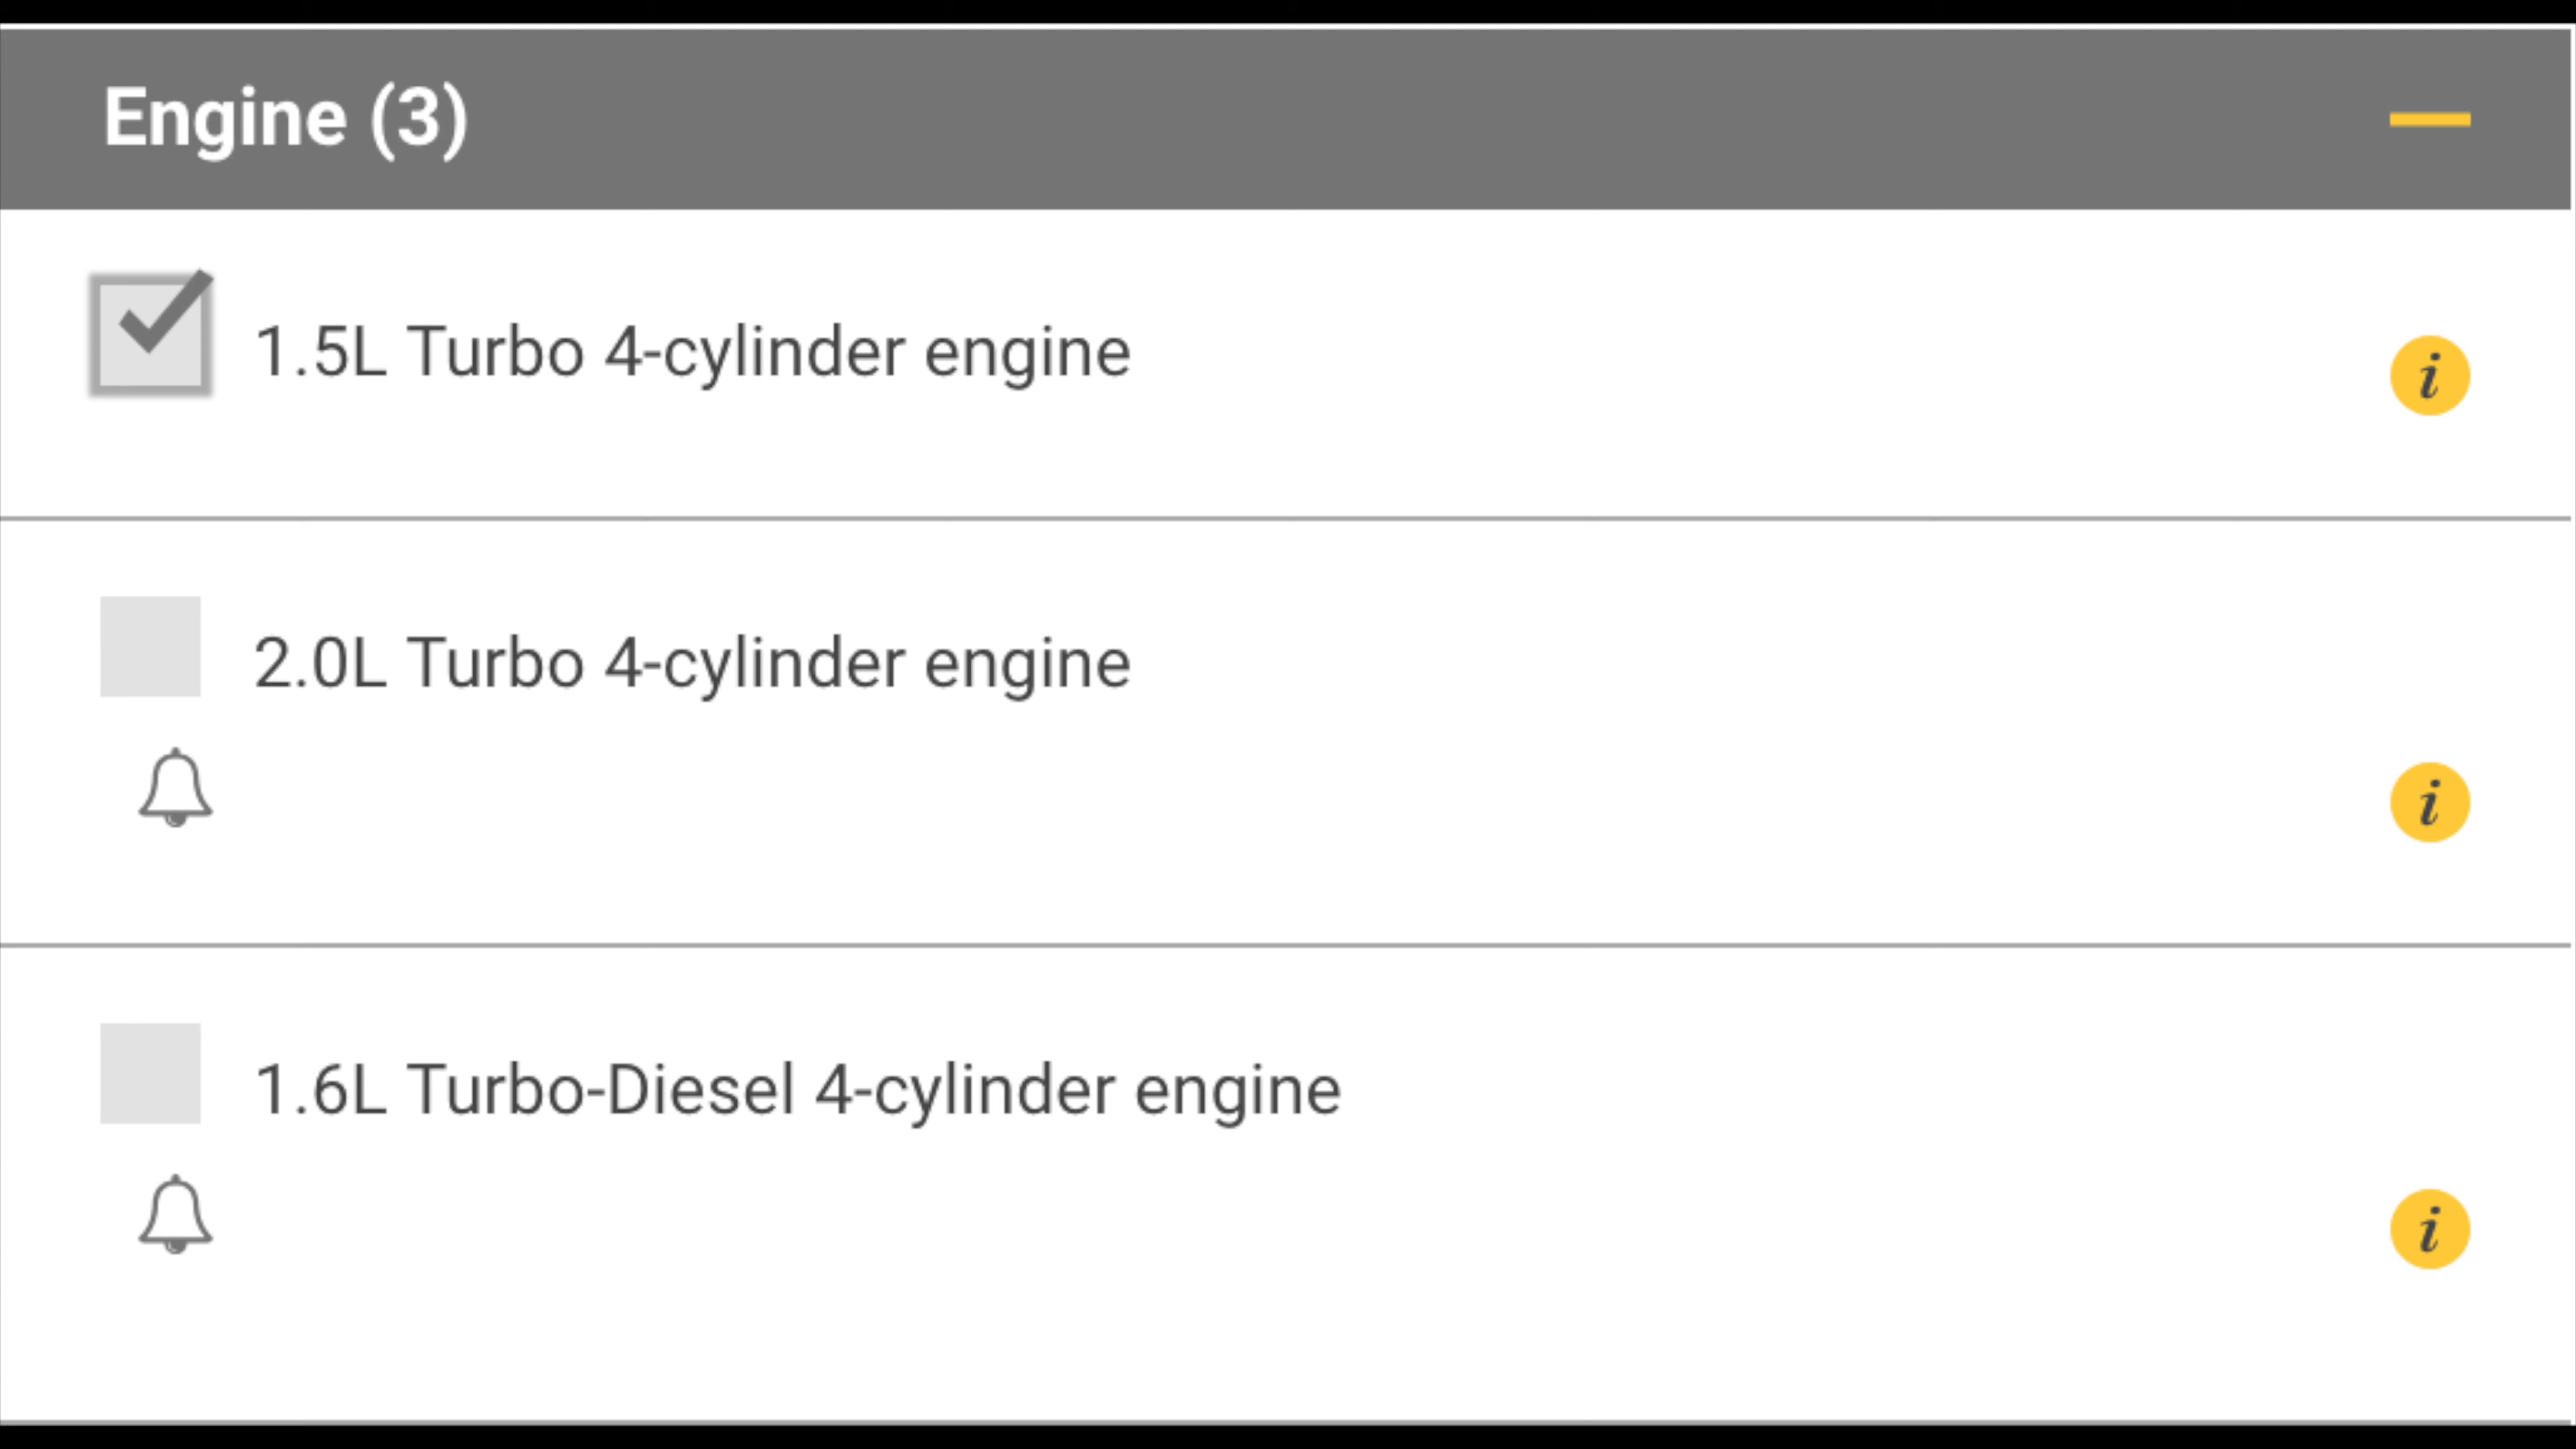 Engine (3)
1.5L Turbo 4-cylinder engine
i
2.0L Turbo 4-cylinder engine
i
1.6L Turbo-Diesel 4-cylinder engine
i